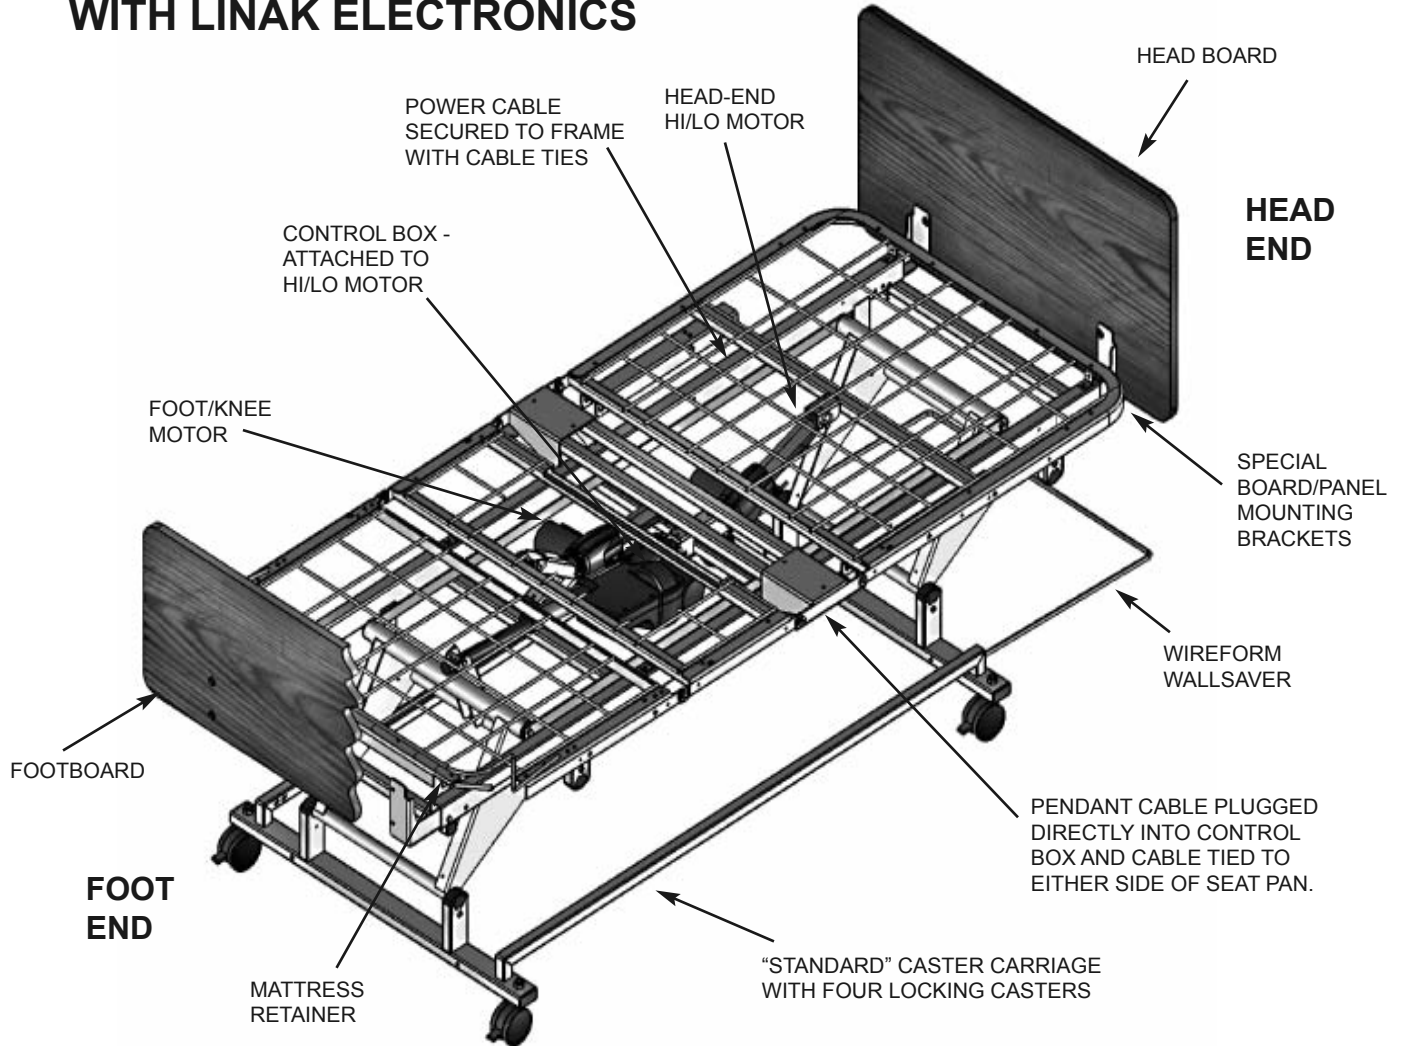 WITH LINAK ELECTRONICS
HEAD BOARD
POWER CABLE
SECURED TO FRAME
WITH CABLE TIES
HEAD-END
HI/LO MOTOR
HEAD
END
CONTROL BOX -
ATTACHED TO
HI/LO MOTOR
FOOT/KNEE
MOTOR
SPECIAL
BOARD/PANEL
MOUNTING
BRACKETS
WIREFORM
WALLSAVER
FOOTBOARD
PENDANT CABLE PLUGGED
DIRECTLY INTO CONTROL
BOX AND CABLE TIED TO
EITHER SIDE OF SEAT PAN.
FOOT
END
“STANDARD” CASTER CARRIAGE
WITH FOUR LOCKING CASTERS
MATTRESS
RETAINER